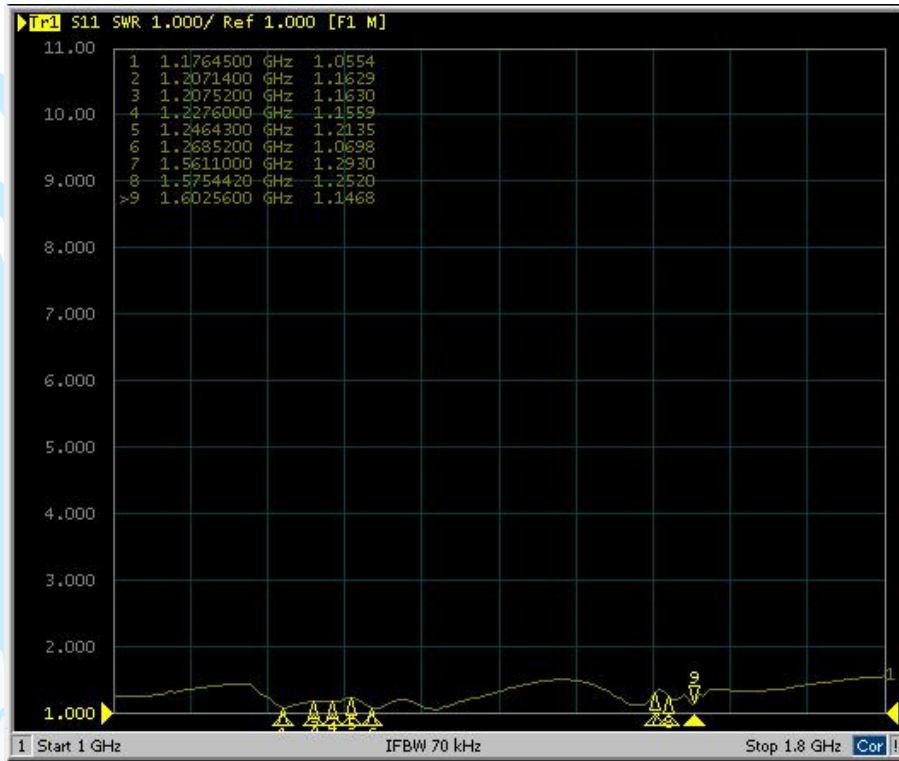 Tr1 S11 SWR 1.000/ Ref 1.000 [F1 M]
11.00
1 1.1764500 GHz 1.0554
2 1.2071400 GHz 1.1629
3 1.2075200 GHz 1.1630
10.00
4 1.2276000 GHz 1.1559
5 1.2464300 GHz 1.2135
6 1.2685200 GHz 1.0698
7 1.5611000 GHz 1.2930
9.000
8 1.5754420 GHz 1.2520
>9 1.6025600 GHz 1.1468
8.000
7.000
6.000
5.000
4.000
3.000
2.000
9
1
1.000
1 Start 1 GHz IFBW 70 kHz Stop 1.8 GHz Cor !